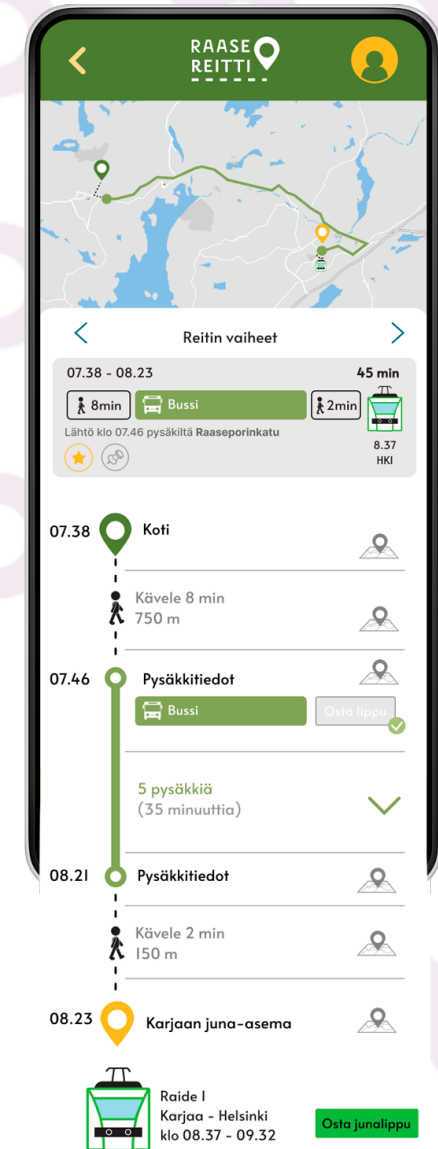 RAASE
REITTI
Reitin vaiheet
07.38 - 08.23 45 min
8min Bussi 2min
Lähtö klo 07.46 pysäkiltä Raaseporinkatu
8.37
HKI
07.38 Koti
Kävele 8 min
750 m
07.46 Pysäkkitiedot
Bussi Osta lippu
5 pysäkkiä
(35 minuuttia)
08.21 Pysäkkitiedot
Kävele 2 min
150 m
08.23 Karjaan juna-asema
Raide 1
Karjaa - Helsinki
klo 08.37 - 09.32
Osta junalippu